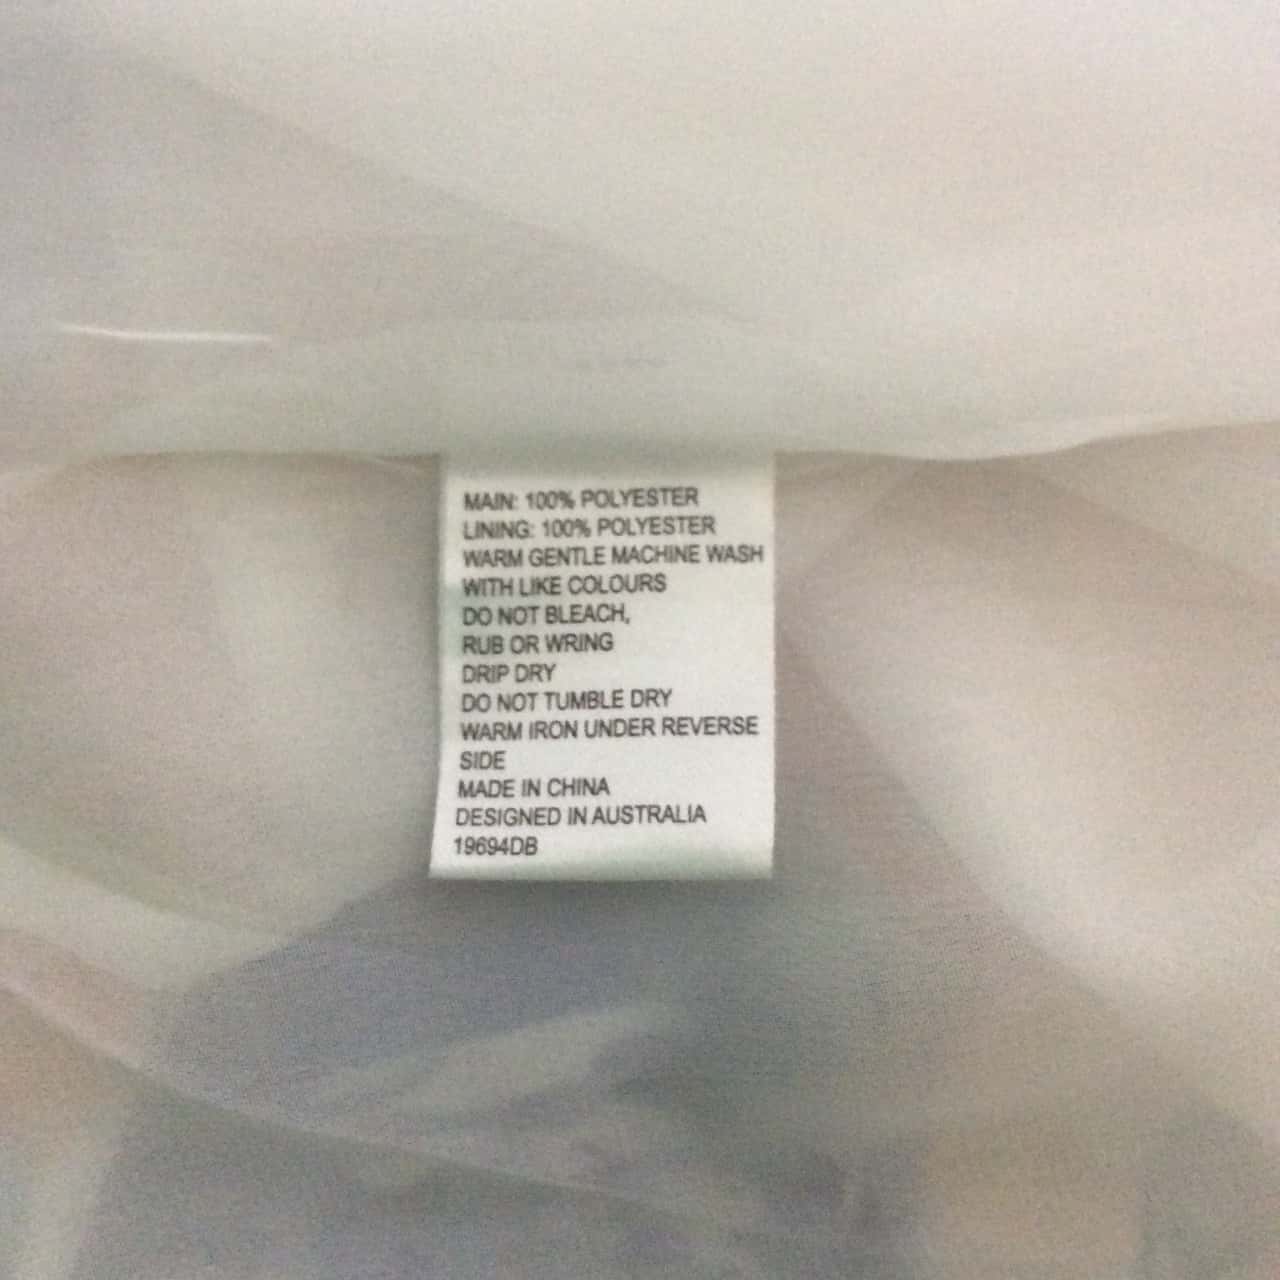 MAIN: 100% POLYESTER
LINING: 100% POLYESTER
WARM GENTLE MACHINE WASH
WITH LIKE COLOURS
DO NOT BLEACH,
RUB OR WRING
DRIP DRY
DO NOT TUMBLE DRY
WARM IRON UNDER REVERSE
SIDE
MADE IN CHINA
DESIGNED IN AUSTRALIA
19694DB